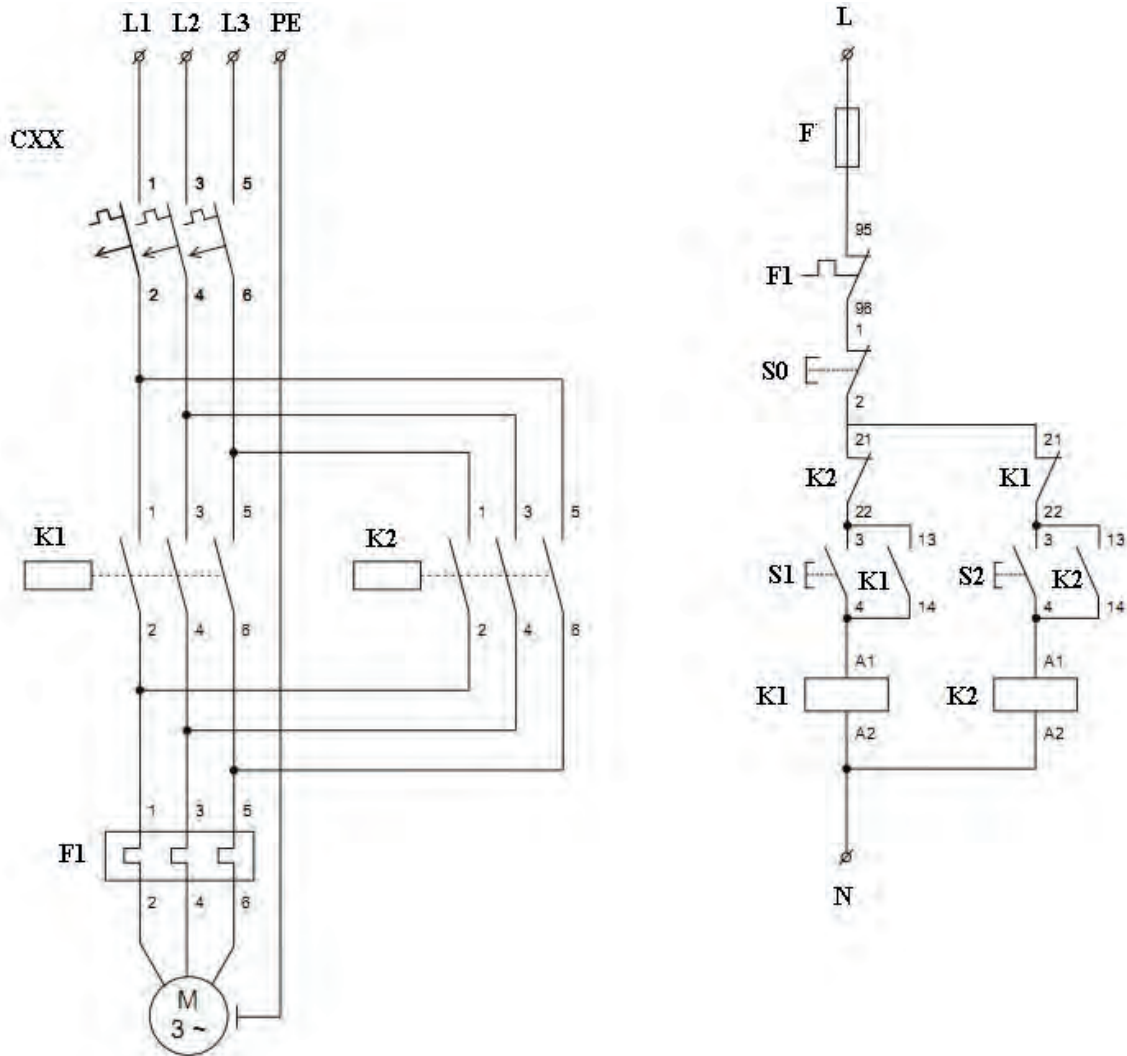 L1 L2 L3 PE
CXX
1 3 5
2 4 6
K1
1 3 5
2 4 6
K2
1 3 5
2 4 6
F1
1 3 5
2 4 6
M
3 ~
L
F
95
F1
96
1
S0
2
21 21
K2 K1
22 22
3 13 3 13
S1 K1 S2 K2
4 14 4 14
A1 A1
K1 K2
A2 A2
N